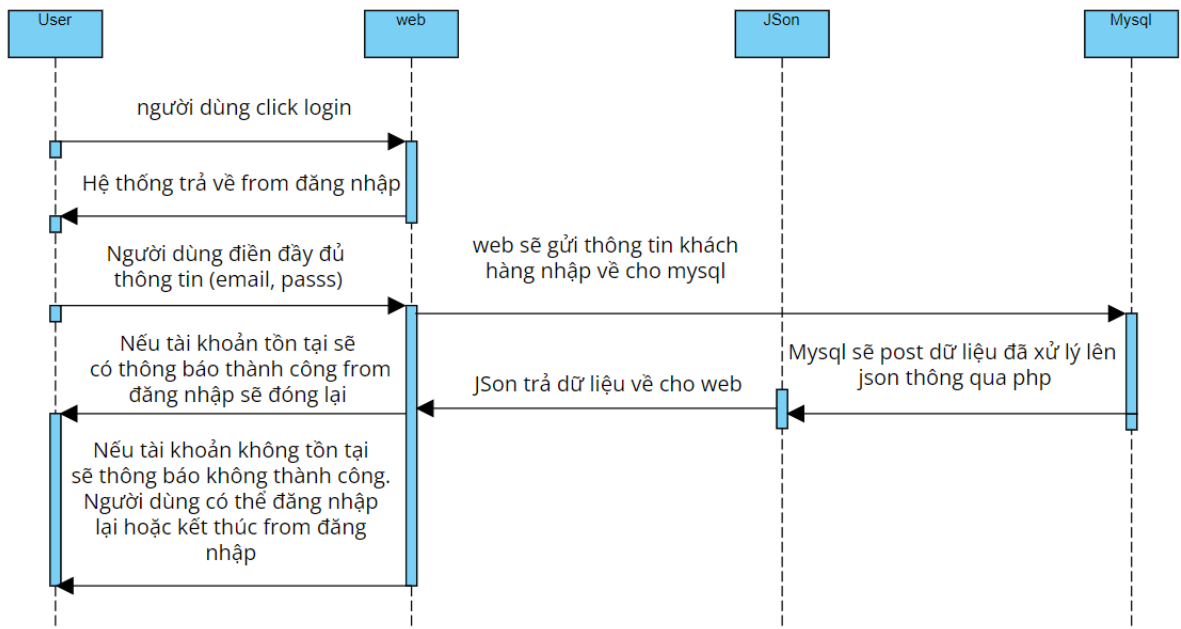 User
web
JSon
Mysql
người dùng click login
Hệ thống trả về from đăng nhập
Người dùng điền đầy đủ
thông tin (email, passs)
web sẽ gửi thông tin khách
hàng nhập về cho mysql
Nếu tài khoản tồn tại sẽ
có thông báo thành công from
đăng nhập sẽ đóng lại
JSon trả dữ liệu về cho web
Mysql sẽ post dữ liệu đã xử lý lên
json thông qua php
Nếu tài khoản không tồn tại
sẽ thông báo không thành công.
Người dùng có thể đăng nhập
lại hoặc kết thúc from đăng
nhập